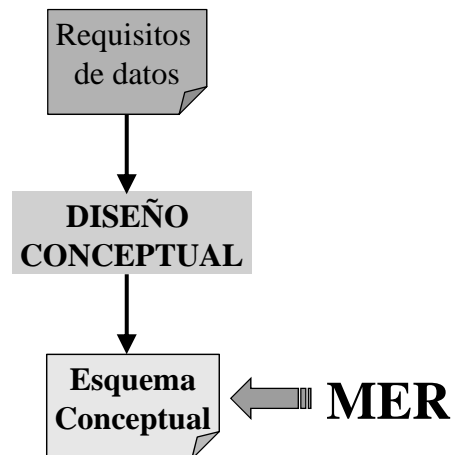 Requisitos
de datos
DISEÑO
CONCEPTUAL
Esquema
Conceptual
MER